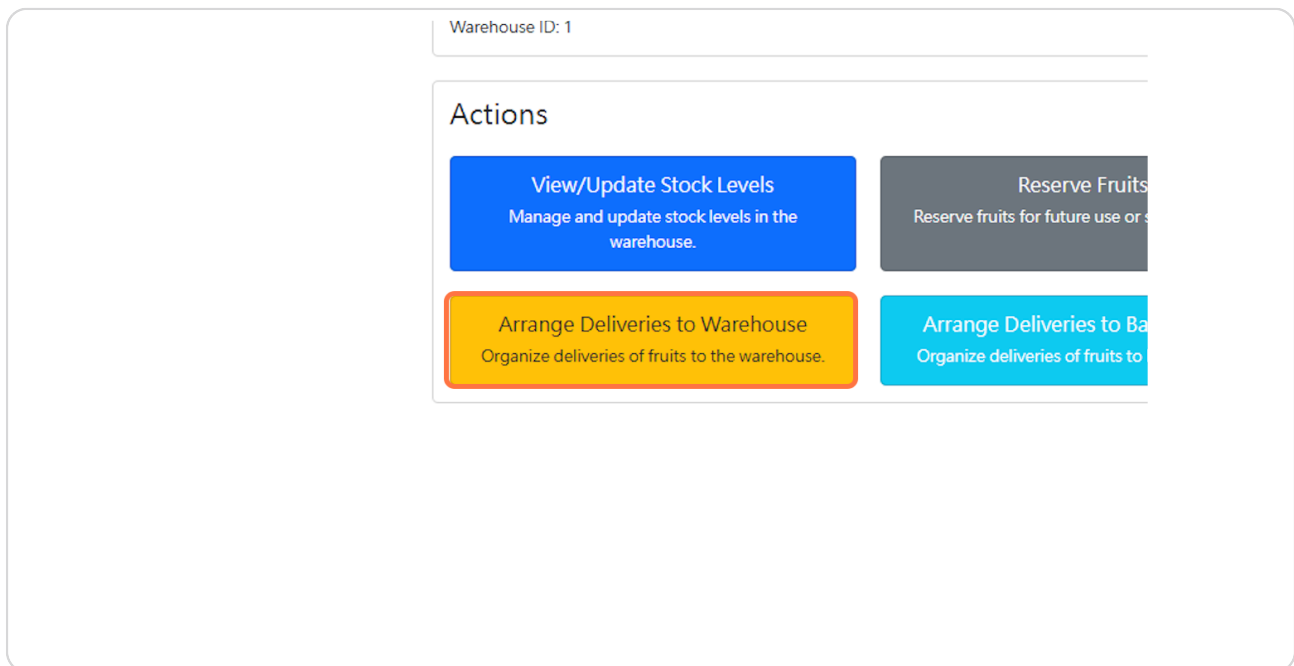 Warehouse ID: 1
Actions
View/Update Stock Levels
Manage and update stock levels in the
warehouse.
Reserve Fruits
Reserve fruits for future use or
Arrange Deliveries to Warehouse
Organize deliveries of fruits to the warehouse.
Arrange Deliveries to Ba
Organize deliveries of fruits to